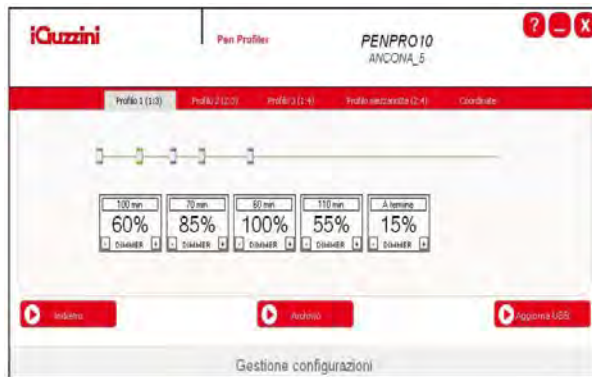 iGuzzini
Pen Profiler
PENPRO10
ANCONA_5
? _ X
Profilo 1 (1:3) Profilo 2 (2:3) Profilo 3 (1:4) Profilo mezzanotte (2:4) Coordinate
100 min 70 min 60 min 110 min A termine
60% 85% 100% 55% 15%
- DIMMER + - DIMMER + - DIMMER + - DIMMER + - DIMMER +
Indietro Archivio Aggiorna USB
Gestione configurazioni